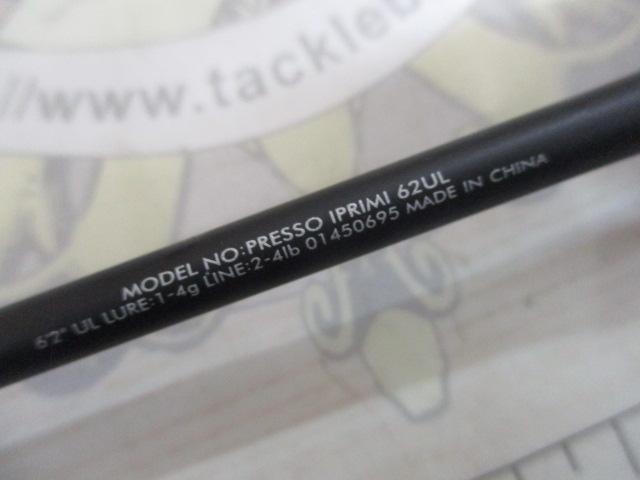 //www.tackleb
MODEL NO:PRESSO IPRIMI 62UL
6'2" UL LURE:1-4g LINE:2-4lb 01450695 MADE IN CHINA